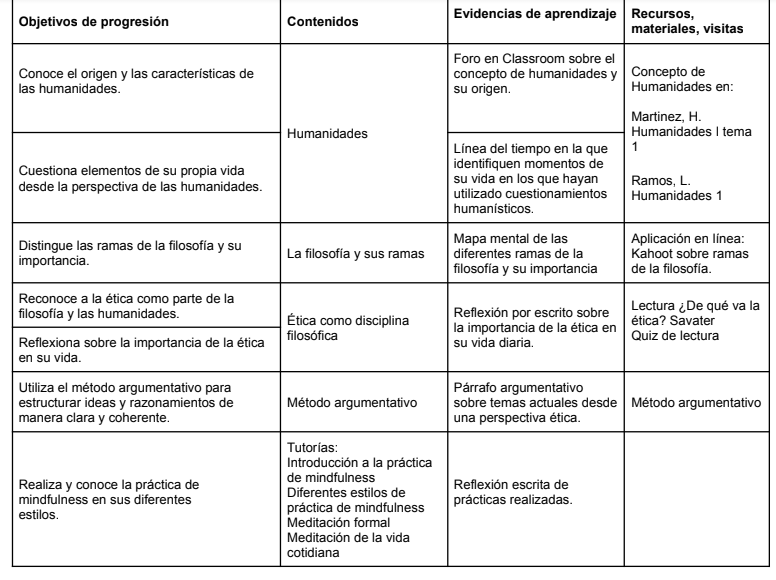 Objetivos de progresión
Contenidos
Evidencias de aprendizaje
Recursos,
materiales, visitas
Conoce el origen y las características de
las humanidades.
Humanidades
Foro en Classroom sobre el
concepto de humanidades y
su origen.
Concepto de
Humanidades en:
Martinez, H.
Humanidades I tema
1
Ramos, L.
Humanidades 1
Cuestiona elementos de su propia vida
desde la perspectiva de las humanidades.
Línea del tiempo en la que
identifiquen momentos de
su vida en los que hayan
utilizado cuestionamientos
humanísticos.
Distingue las ramas de la filosofía y su
importancia.
La filosofía y sus ramas
Mapa mental de las
diferentes ramas de la
filosofía y su importancia
Aplicación en línea:
Kahoot sobre ramas
de la filosofía.
Reconoce a la ética como parte de la
filosofía y las humanidades.
Ética como disciplina
filosófica
Reflexión por escrito sobre
la importancia de la ética en
su vida diaria.
Lectura ¿De qué va la
ética? Savater
Quiz de lectura
Reflexiona sobre la importancia de la ética
en su vida.
Utiliza el método argumentativo para
estructurar ideas y razonamientos de
manera clara y coherente.
Método argumentativo
Párrafo argumentativo
sobre temas actuales desde
una perspectiva ética.
Método argumentativo
Realiza y conoce la práctica de
mindfulness en sus diferentes
estilos.
Tutorías:
Introducción a la práctica
de mindfulness
Diferentes estilos de
práctica de mindfulness
Meditación formal
Meditación de la vida
cotidiana
Reflexión escrita de
prácticas realizadas.